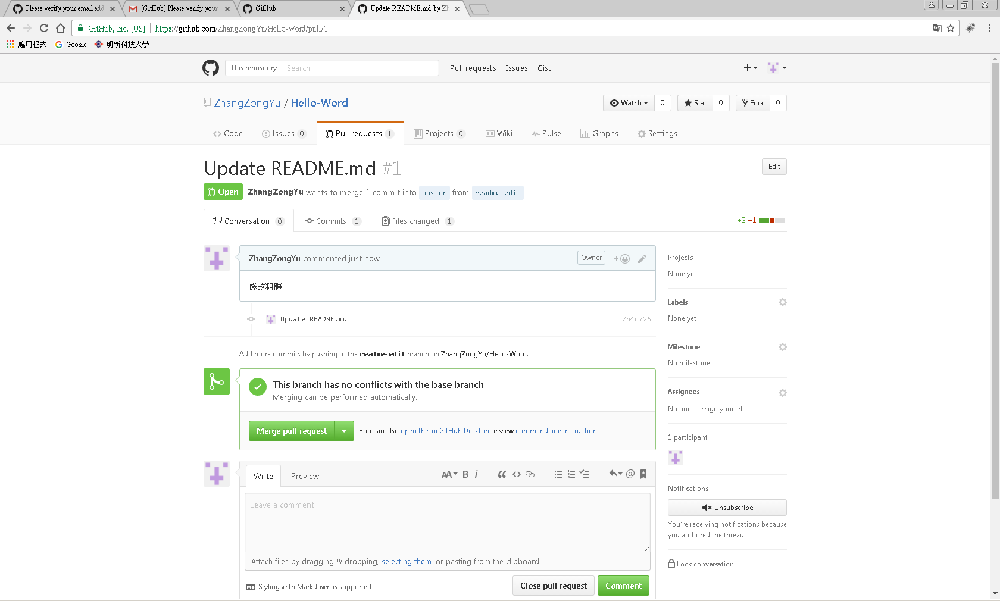 Please verify your email add
[GitHub] Please verify your
GitHub
Update README.md by Zh
GitHub, Inc. [US] https://github.com/ZhangZongYu/Hello-Word/pull/1
應用程式 Google 明新科技大學
This repository Search Pull requests Issues Gist
ZhangZongYu / Hello-Word
Watch 0 Star 0 Fork 0
Code Issues 0 Pull requests 1 Projects 0 Wiki Pulse Graphs Settings
Update README.md #1
Edit
Open ZhangZongYu wants to merge 1 commit into master from readme-edit
Conversation 0 Commits 1 Files changed 1
+2 −1
ZhangZongYu commented just now
Owner
修改粗體
Update README.md 7b4c726
Add more commits by pushing to the readme-edit branch on ZhangZongYu/Hello-Word.
This branch has no conflicts with the base branch
Merging can be performed automatically.
Merge pull request You can also open this in GitHub Desktop or view command line instructions.
Write Preview
AA B i
Leave a comment
Attach files by dragging & dropping, selecting them, or pasting from the clipboard.
Styling with Markdown is supported
Close pull request Comment
Projects
None yet
Labels
None yet
Milestone
No milestone
Assignees
No one—assign yourself
1 participant
Notifications
Unsubscribe
You're receiving notifications because
you authored the thread.
Lock conversation